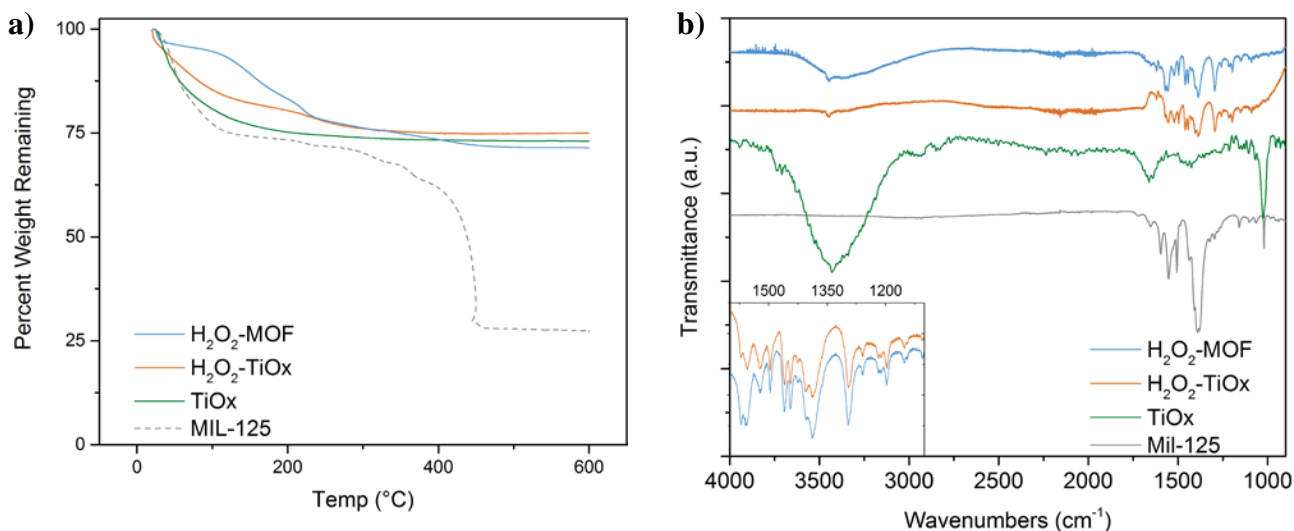 a)
100
75
50
25
0
Percent Weight Remaining
H₂O₂-MOF
H₂O₂-TiOx
TiOx
MIL-125
0 200 400 600
Temp (°C)
b)
Transmittance (a.u.)
1500 1350 1200
H₂O₂-MOF
H₂O₂-TiOx
TiOx
Mil-125
4000 3500 3000 2500 2000 1500 1000
Wavenumbers (cm⁻¹)